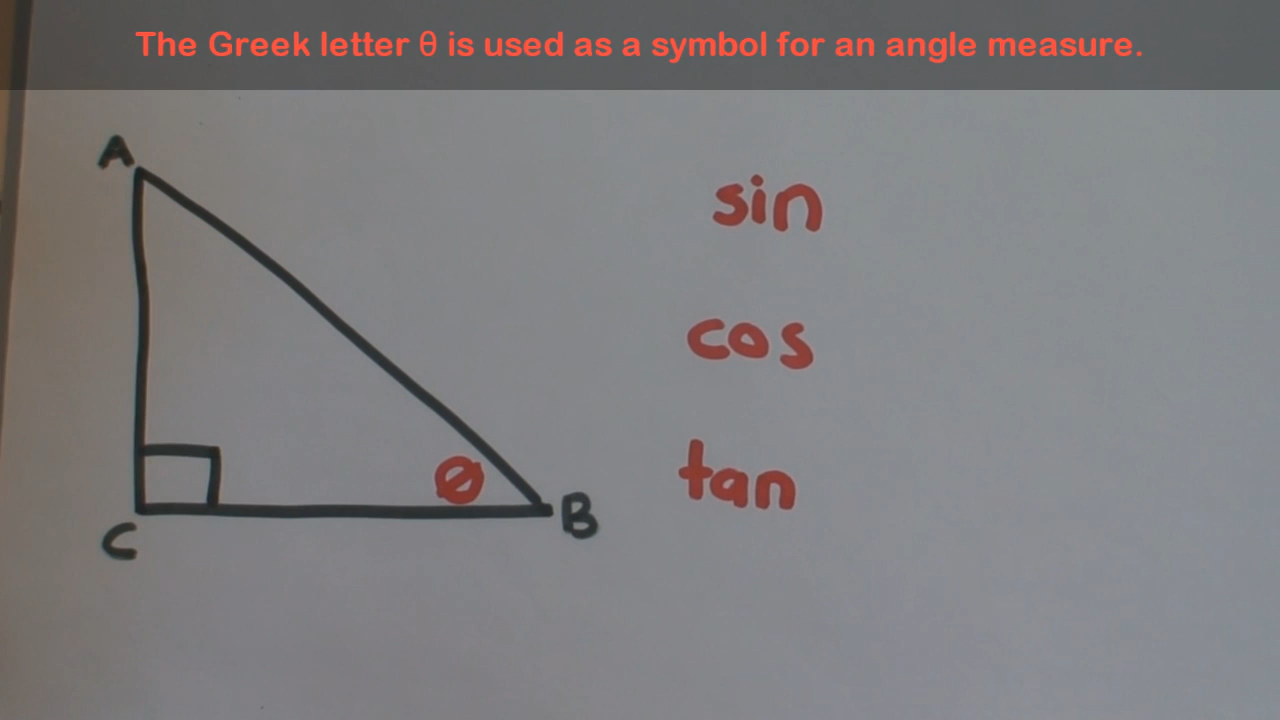 The Greek letter θ is used as a symbol for an angle measure.
A
sin
cos
tan
θ
B
C